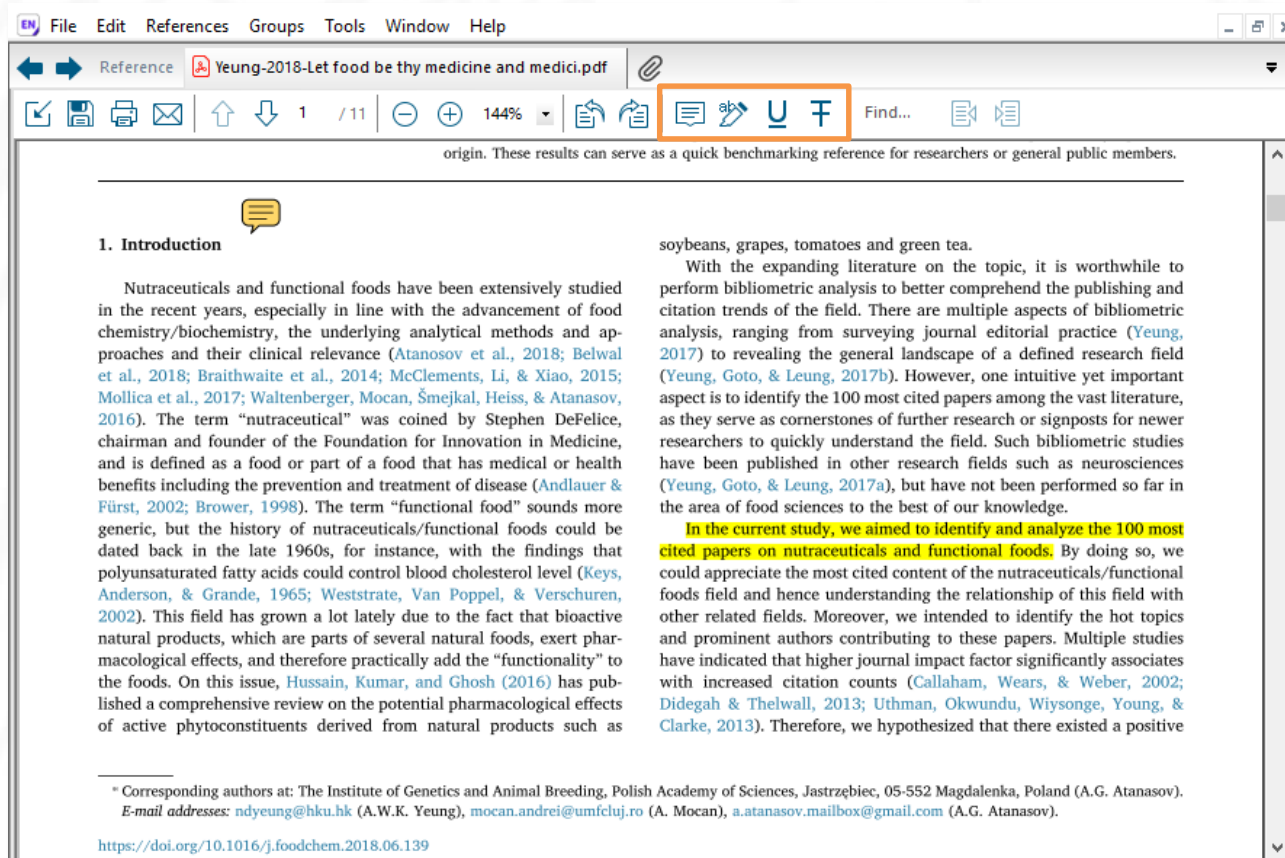 EN File Edit References Groups Tools Window Help
Reference Yeung-2018-Let food be thy medicine and medici.pdf
1 / 11 144% ab U T Find...
origin. These results can serve as a quick benchmarking reference for researchers or general public members.
1. Introduction
Nutraceuticals and functional foods have been extensively studied
in the recent years, especially in line with the advancement of food
chemistry/biochemistry, the underlying analytical methods and ap-
proaches and their clinical relevance (Atanosov et al., 2018; Belwal
et al., 2018; Braithwaite et al., 2014; McClements, Li, & Xiao, 2015;
Mollica et al., 2017; Waltenberger, Mocan, Šmejkal, Heiss, & Atanasov,
2016). The term “nutraceutical” was coined by Stephen DeFelice,
chairman and founder of the Foundation for Innovation in Medicine,
and is defined as a food or part of a food that has medical or health
benefits including the prevention and treatment of disease (Andlauer &
Fürst, 2002; Brower, 1998). The term “functional food” sounds more
generic, but the history of nutraceuticals/functional foods could be
dated back in the late 1960s, for instance, with the findings that
polyunsaturated fatty acids could control blood cholesterol level (Keys,
Anderson, & Grande, 1965; Weststrate, Van Poppel, & Verschuren,
2002). This field has grown a lot lately due to the fact that bioactive
natural products, which are parts of several natural foods, exert phar-
macological effects, and therefore practically add the “functionality” to
the foods. On this issue, Hussain, Kumar, and Ghosh (2016) has pub-
lished a comprehensive review on the potential pharmacological effects
of active phytoconstituents derived from natural products such as
soybeans, grapes, tomatoes and green tea.
With the expanding literature on the topic, it is worthwhile to
perform bibliometric analysis to better comprehend the publishing and
citation trends of the field. There are multiple aspects of bibliometric
analysis, ranging from surveying journal editorial practice (Yeung,
2017) to revealing the general landscape of a defined research field
(Yeung, Goto, & Leung, 2017b). However, one intuitive yet important
aspect is to identify the 100 most cited papers among the vast literature,
as they serve as cornerstones of further research or signposts for newer
researchers to quickly understand the field. Such bibliometric studies
have been published in other research fields such as neurosciences
(Yeung, Goto, & Leung, 2017a), but have not been performed so far in
the area of food sciences to the best of our knowledge.
In the current study, we aimed to identify and analyze the 100 most
cited papers on nutraceuticals and functional foods. By doing so, we
could appreciate the most cited content of the nutraceuticals/functional
foods field and hence understanding the relationship of this field with
other related fields. Moreover, we intended to identify the hot topics
and prominent authors contributing to these papers. Multiple studies
have indicated that higher journal impact factor significantly associates
with increased citation counts (Callaham, Wears, & Weber, 2002;
Didegah & Thelwall, 2013; Uthman, Okwundu, Wiysonge, Young, &
Clarke, 2013). Therefore, we hypothesized that there existed a positive
* Corresponding authors at: The Institute of Genetics and Animal Breeding, Polish Academy of Sciences, Jastrzębiec, 05-552 Magdalenka, Poland (A.G. Atanasov).
E-mail addresses: ndyeung@hku.hk (A.W.K. Yeung), mocan.andrei@umfcluj.ro (A. Mocan), a.atanasov.mailbox@gmail.com (A.G. Atanasov).
https://doi.org/10.1016/j.foodchem.2018.06.139